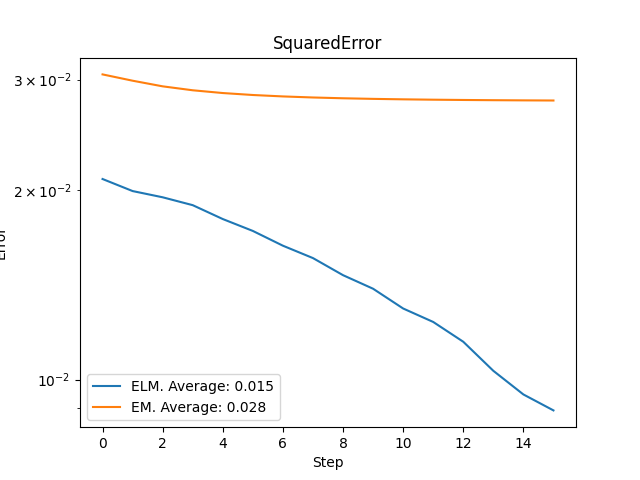 SquaredError
3 × 10⁻²
2 × 10⁻²
10⁻²
Error
ELM. Average: 0.015
EM. Average: 0.028
0 2 4 6 8 10 12 14
Step